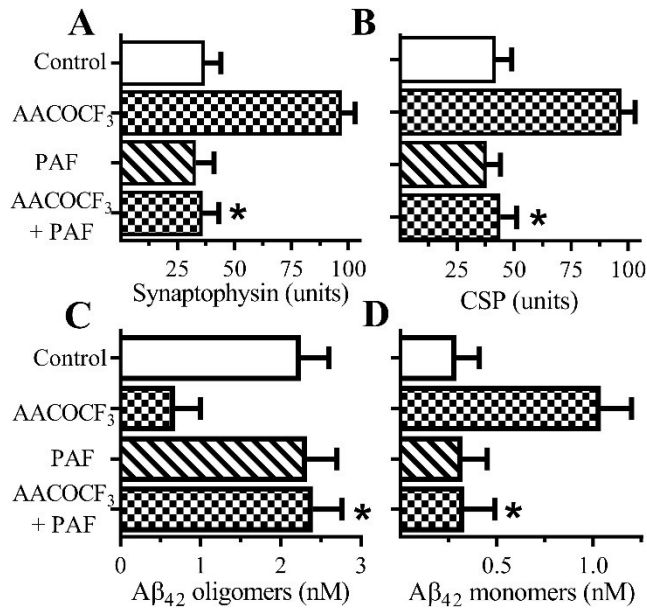 A
B
Control
AACOCF₃
PAF
AACOCF₃
+ PAF
*
*
25 50 75 100
25 50 75 100
Synaptophysin (units)
CSP (units)
C
D
Control
AACOCF₃
PAF
AACOCF₃
+ PAF
*
*
0 1 2 3
0.5 1.0
Aβ₄₂ oligomers (nM)
Aβ₄₂ monomers (nM)